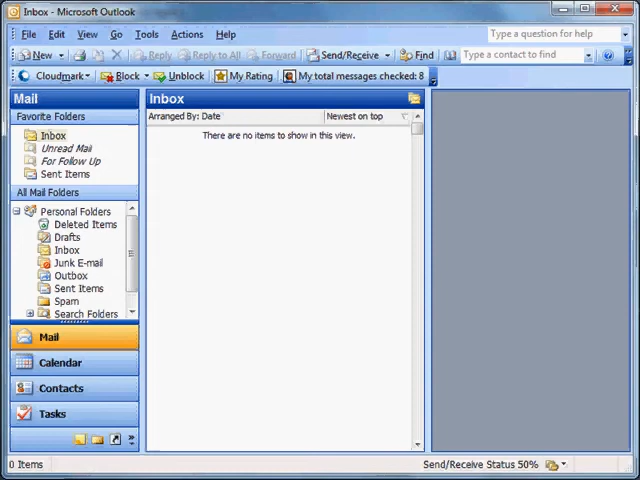 Inbox - Microsoft Outlook
File Edit View Go Tools Actions Help Type a question for help
New Reply Reply to All Forward Send/Receive Find Type a contact to find
Cloudmark Block Unblock My Rating My total messages checked: 8
Mail
Favorite Folders
Inbox
Unread Mail
For Follow Up
Sent Items
All Mail Folders
Personal Folders
Deleted Items
Drafts
Inbox
Junk E-mail
Outbox
Sent Items
Spam
Search Folders
Mail
Calendar
Contacts
Tasks
Inbox
Arranged By: Date Newest on top
There are no items to show in this view.
0 Items Send/Receive Status 50%